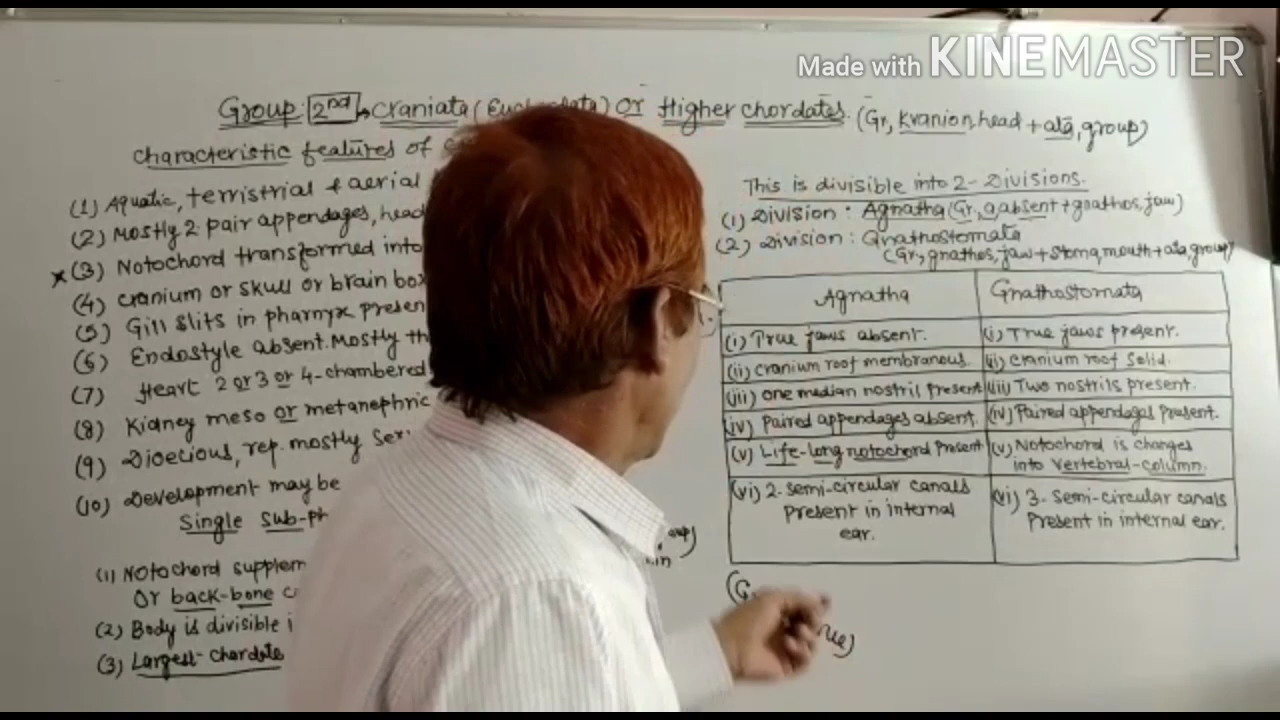 Made with KINEMASTER
Group: 2nd → Craniata (Euchordata) or Higher chordates. (Gr, Kranion, head + ata, group)
characteristic features of
(1) Aquatic, terristrial & aerial
(2) Mostly 2 pair appendages, head
(3) Notochord transformed into
(4) Cranium or skull or brain box
(5) Gill slits in pharnyx presen
(6) Endostyle absent. Mostly th
(7) Heart 2 or 3 or 4-chambered
(8) Kidney meso or metanephric
(9) Dioecious, rep. mostly sex
(10) Development may be
Single Sub-ph
(1) Notochord supplem
or back-bone c
(2) Body is divisible i
(3) Largest-chordate
This is divisible into 2-Divisions.
(1) Division: Agnatha (Gr, a, absent + gnathos, jaw)
(2) Division: Gnathostomata
(Gr, gnathos, jaw + stoma, mouth + ata, group)
Agnatha Gnathostomata
(i) True jaws absent. (i) True jaws present.
(ii) Cranium roof membranous. (ii) Cranium roof solid.
(iii) one median nostril present (iii) Two nostrils present.
(iv) Paired appendages absent. (iv) Paired appendages present.
(v) Life-long notochord present (v) Notochord is changes
into vertebral-column.
(vi) 2-semi-circular canals (vi) 3-semi-circular canals
present in internal present in internal ear.
ear.